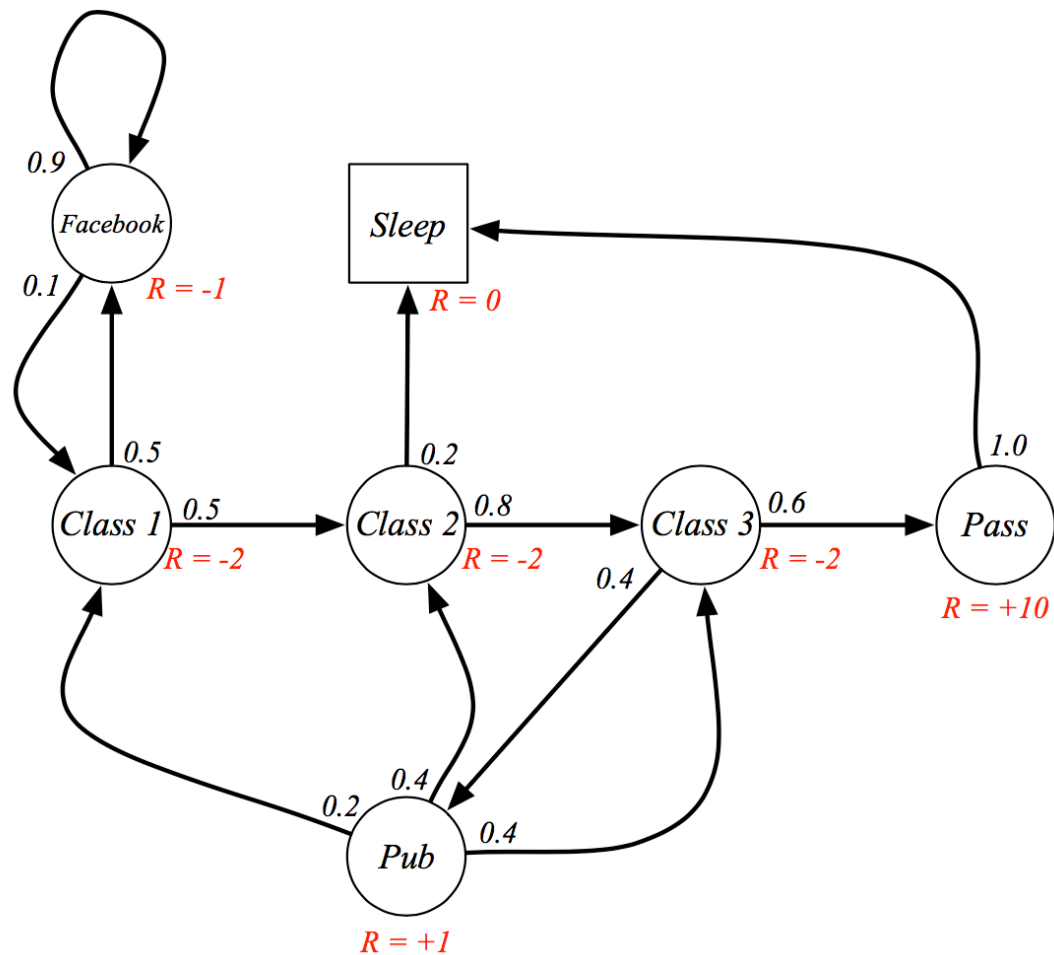 0.9
Facebook
0.1
R = -1
Sleep
R = 0
0.5
0.2
1.0
Class 1
0.5
R = -2
Class 2
0.8
R = -2
Class 3
0.6
R = -2
Pass
R = +10
0.4
0.2
0.4
0.4
Pub
R = +1